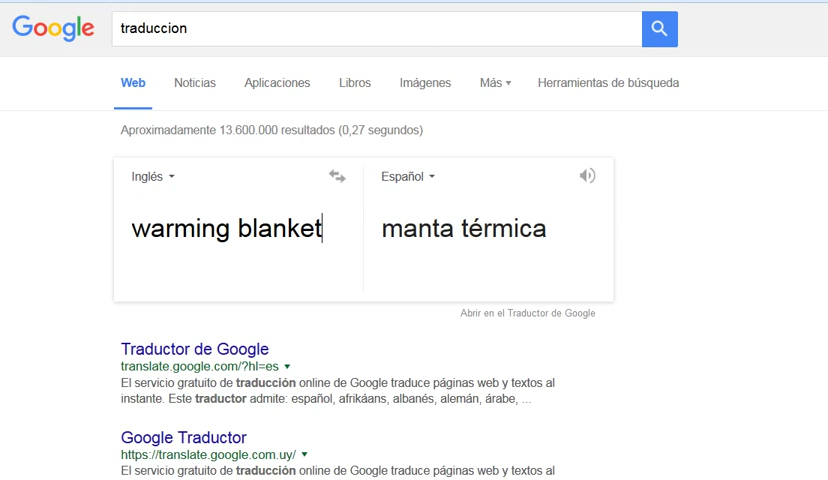 Google
traduccion
Web Noticias Aplicaciones Libros Imágenes Más Herramientas de búsqueda
Aproximadamente 13.600.000 resultados (0,27 segundos)
Inglés Español
warming blanket manta térmica
Abrir en el Traductor de Google
Traductor de Google
translate.google.com/?hl=es
El servicio gratuito de traducción online de Google traduce páginas web y textos al
instante. Este traductor admite: español, afrikáans, albanés, alemán, árabe, ...
Google Traductor
https://translate.google.com.uy/
El servicio gratuito de traducción online de Google traduce páginas web y textos al